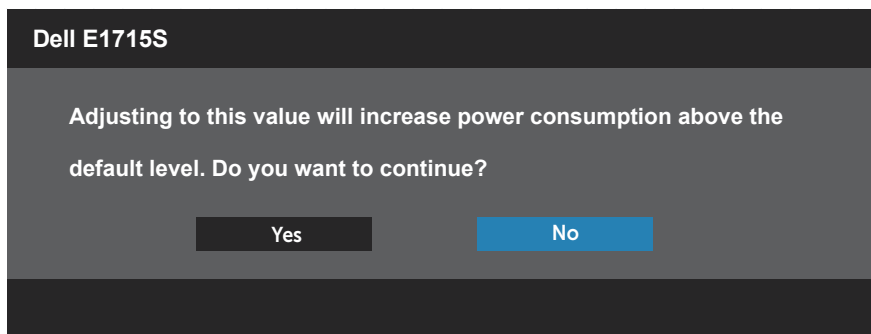 Dell E1715S
Adjusting to this value will increase power consumption above the
default level. Do you want to continue?
Yes No